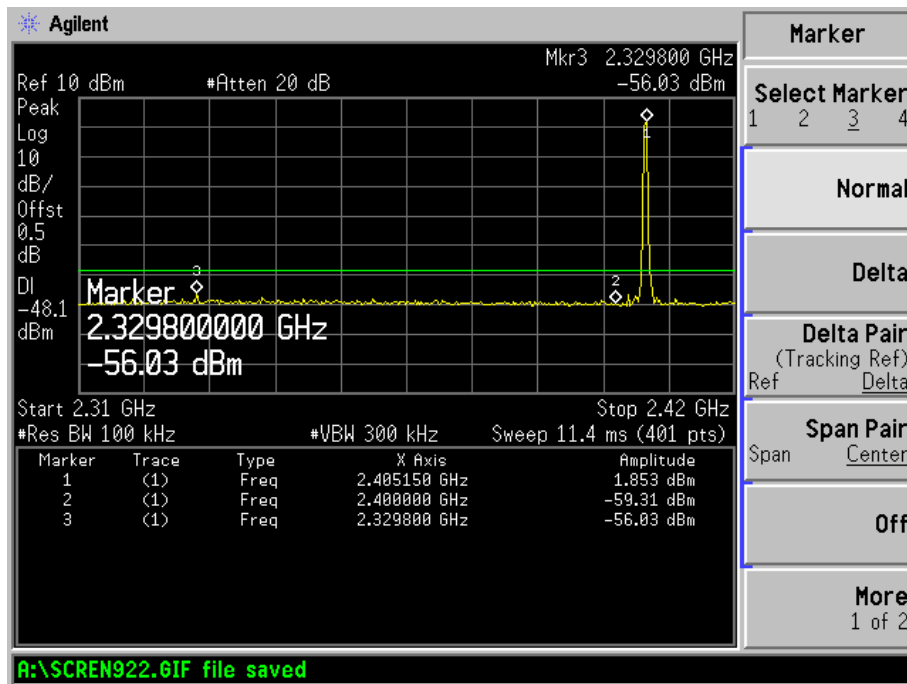 Agilent
Mkr3 2.329800 GHz
Ref 10 dBm #Atten 20 dB -56.03 dBm
Peak
Log
10
dB/
Offst
0.5
dB
DI
-48.1
dBm
1
2
3
Marker
2.329800000 GHz
-56.03 dBm
Start 2.31 GHz Stop 2.42 GHz
#Res BW 100 kHz #VBW 300 kHz Sweep 11.4 ms (401 pts)
Marker Trace Type X Axis Amplitude
1 (1) Freq 2.405150 GHz 1.853 dBm
2 (1) Freq 2.400000 GHz -59.31 dBm
3 (1) Freq 2.329800 GHz -56.03 dBm
A:\SCREN922.GIF file saved
Marker
Select Marker
1 2 3 4
Normal
Delta
Delta Pair
(Tracking Ref)
Ref Delta
Span Pair
Span Center
Off
More
1 of 2